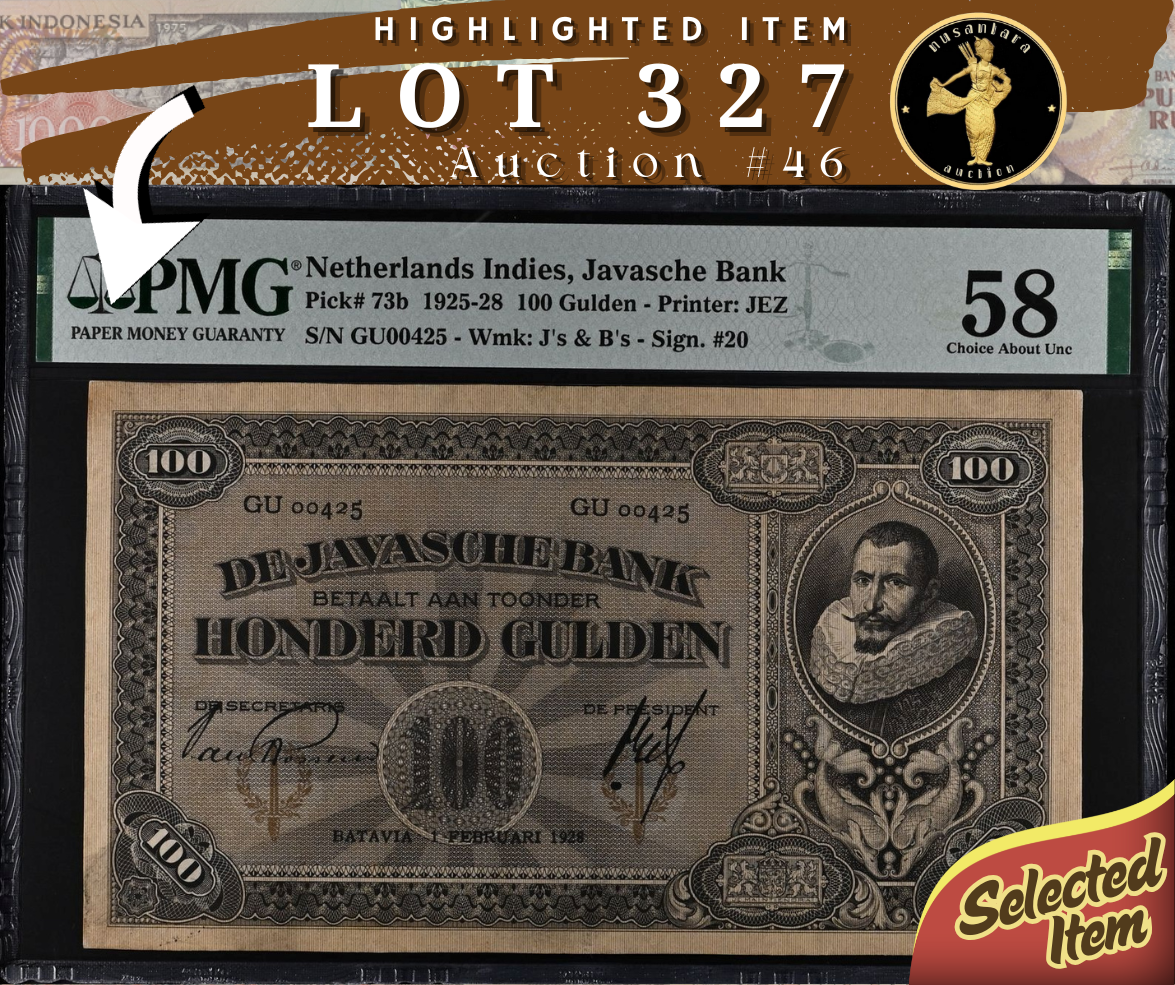 K INDONESIA
1975
HIGHLIGHTED ITEM
LOT 327
Auction #46
nusantara
auction
PMG®
PAPER MONEY GUARANTY
Netherlands Indies, Javasche Bank
Pick# 73b 1925-28 100 Gulden - Printer: JEZ
S/N GU00425 - Wmk: J's & B's - Sign. #20
58
Choice About Unc
100
100
GU 00425
GU 00425
DE JAVASCHE BANK
BETAALT AAN TOONDER
HONDERD GULDEN
DE SECRETARIS
DE PRESIDENT
100
BATAVIA 1 FEBRUARI 1928
100
Selected
Item